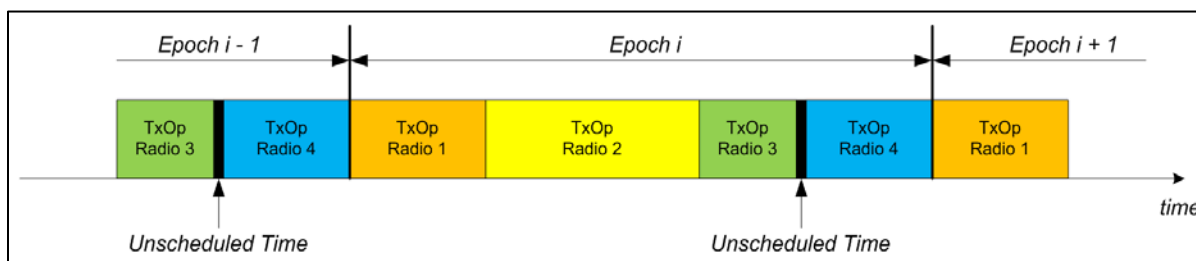 Epoch i - 1
Epoch i
Epoch i + 1
TxOp
Radio 3
TxOp
Radio 4
TxOp
Radio 1
TxOp
Radio 2
TxOp
Radio 3
TxOp
Radio 4
TxOp
Radio 1
time
Unscheduled Time
Unscheduled Time